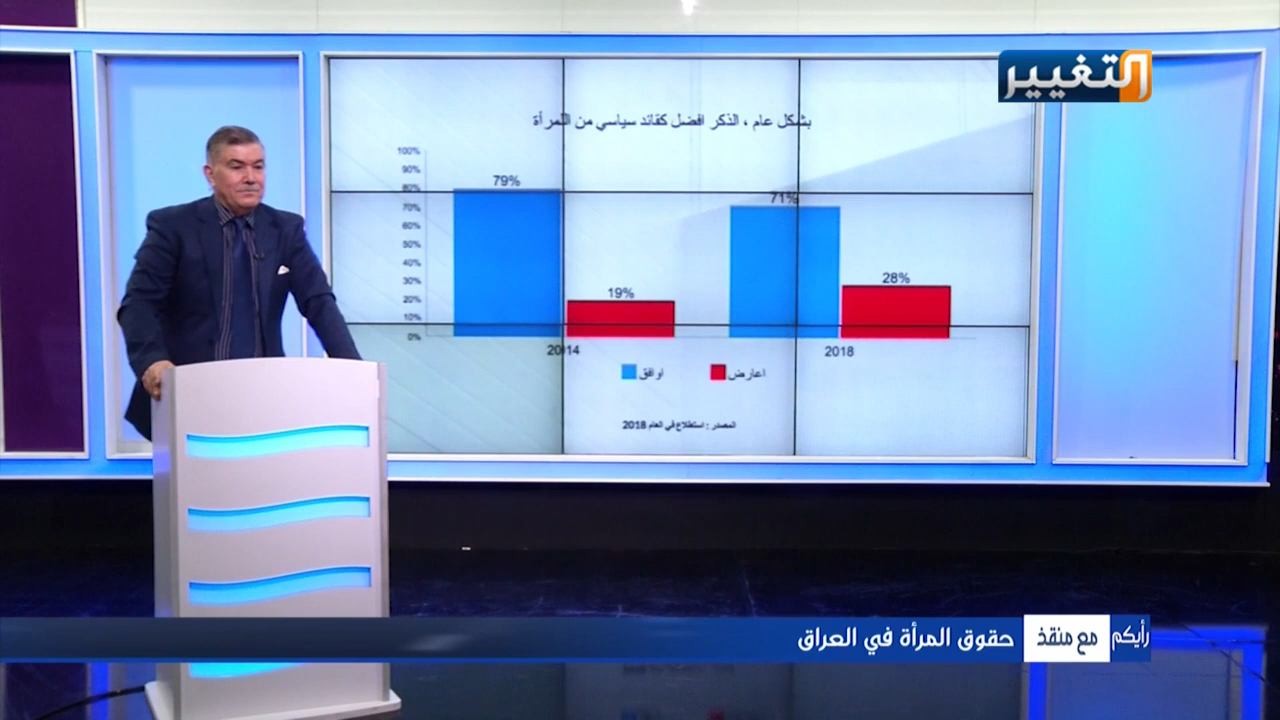 التغيير
بشكل عام ، الذكر افضل كقائد سياسي من المرأة
100%
90%
80%
70%
60%
50%
40%
30%
20%
10%
0%
79%
19%
71%
28%
2014
2018
اوافق
اعارض
المصدر : استطلاع في العام 2018
رأيكم مع منقذ حقوق المرأة في العراق